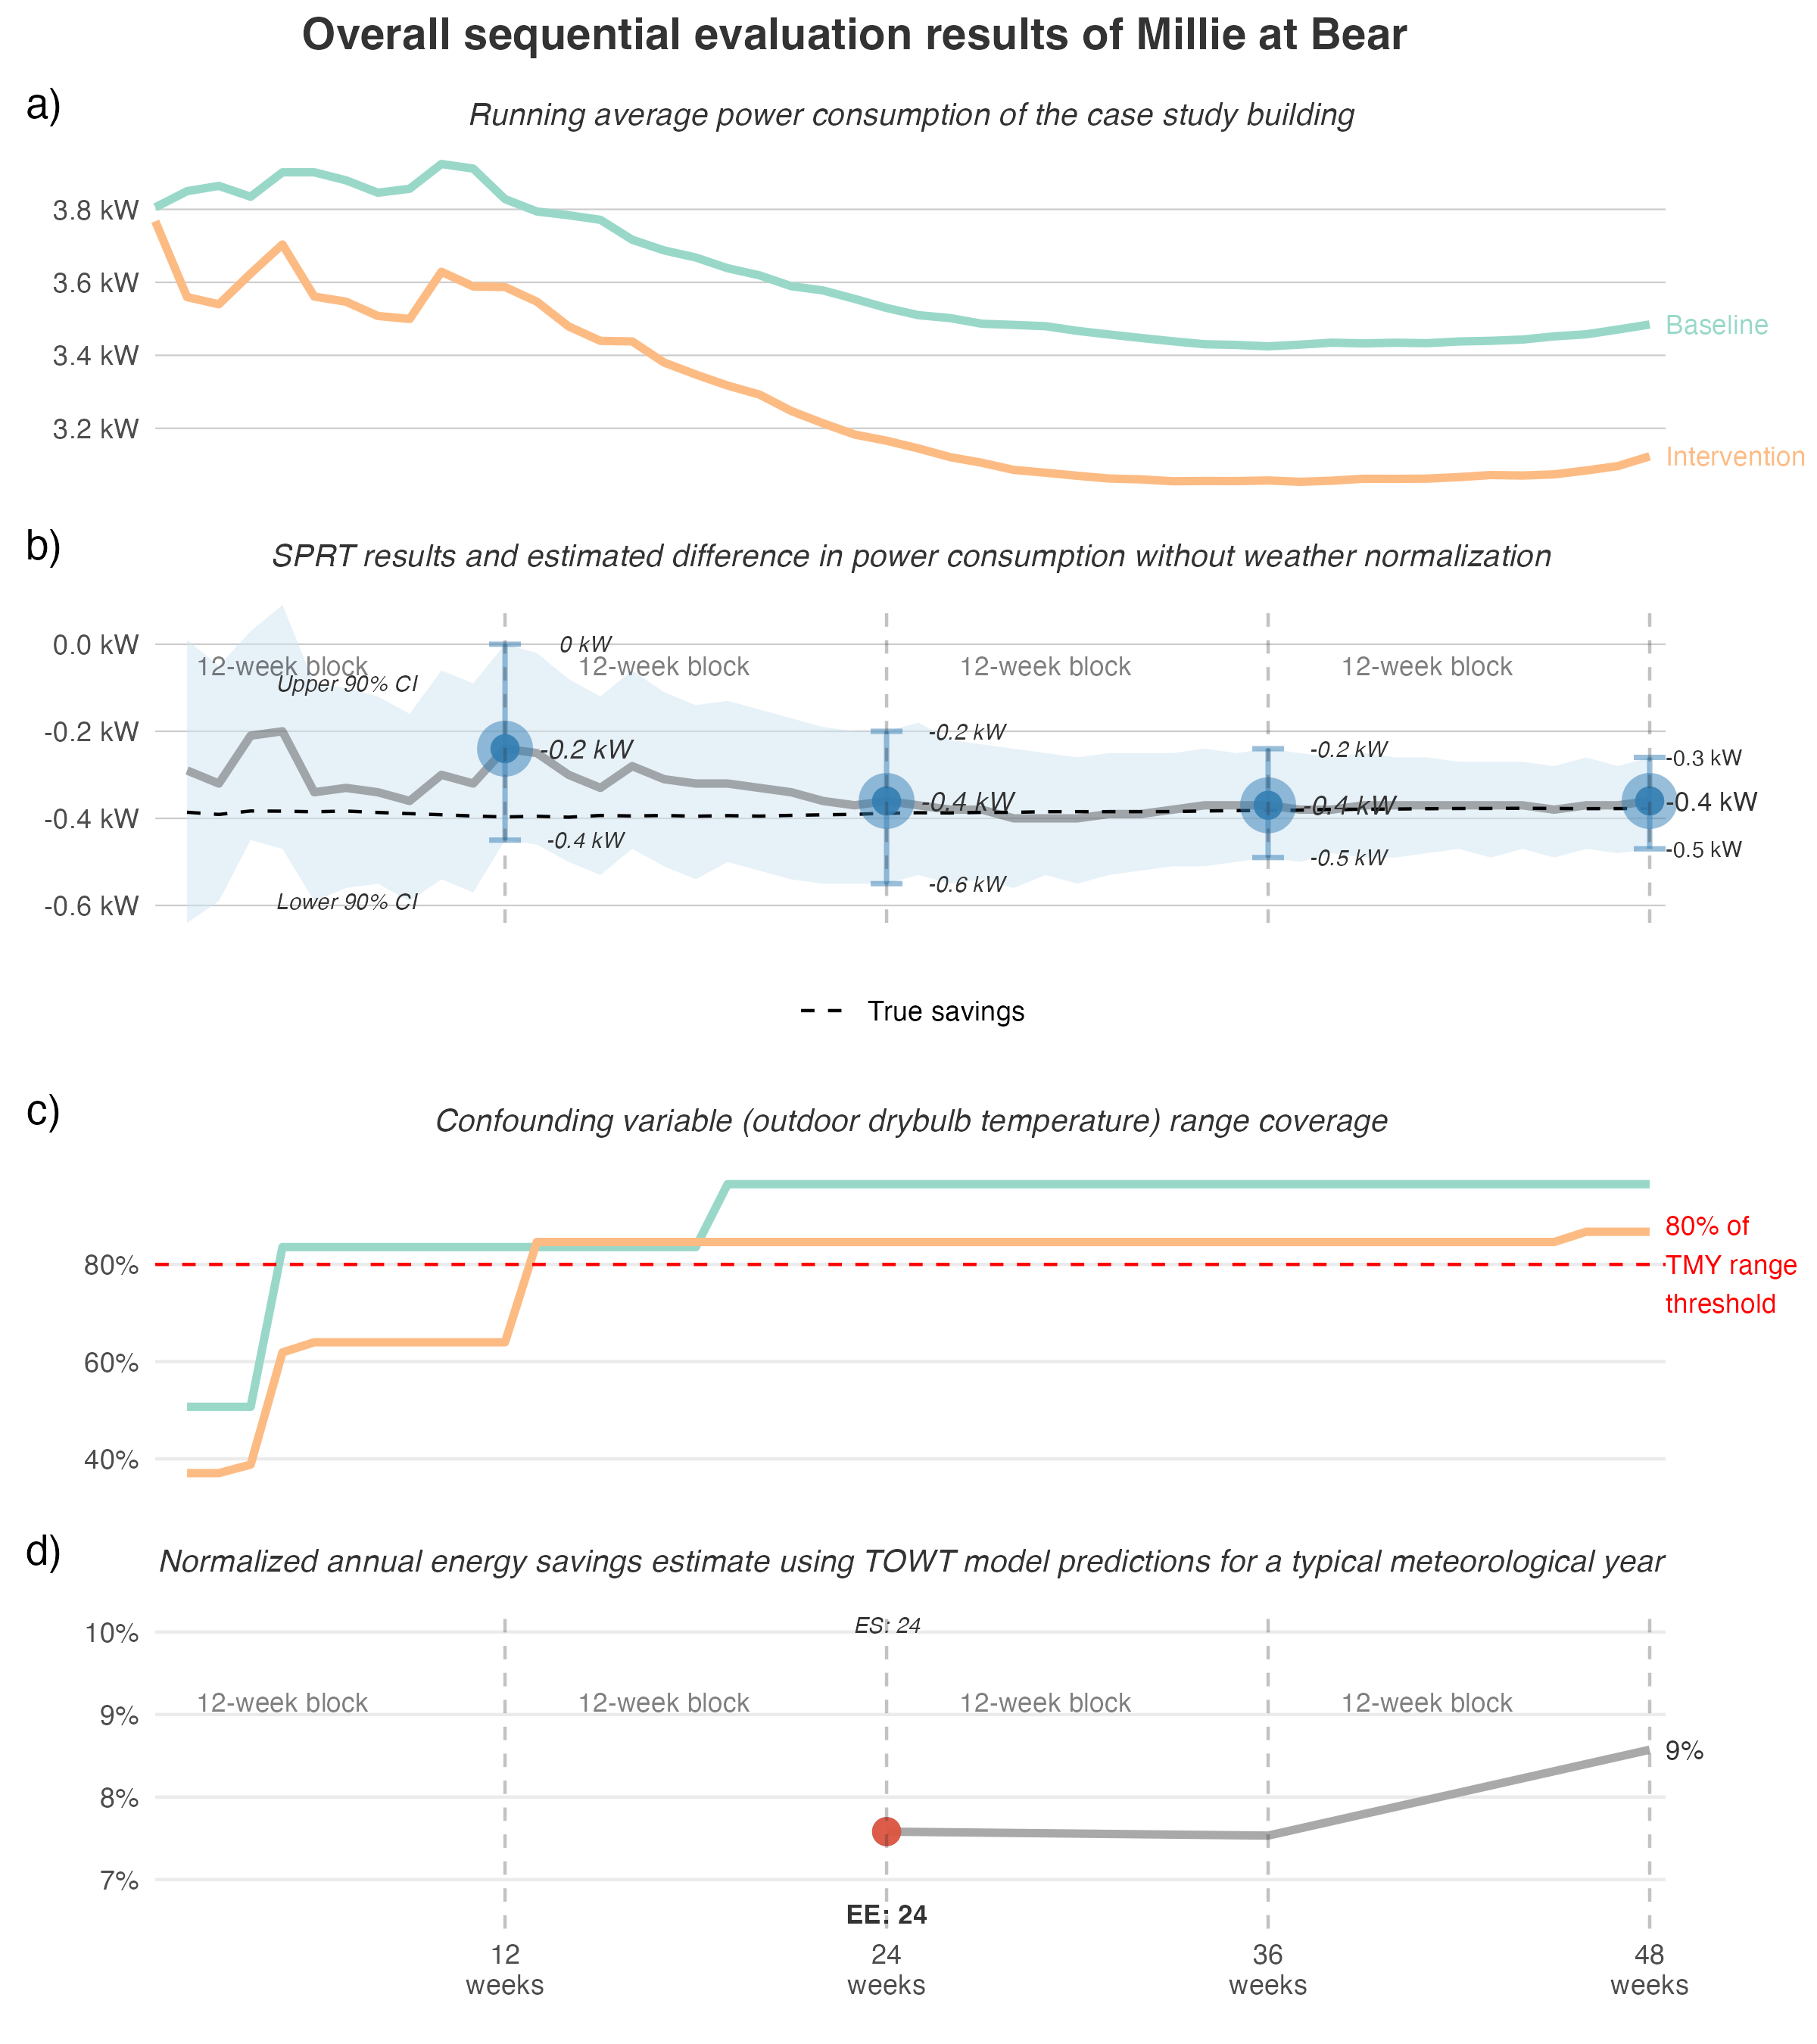 Overall sequential evaluation results of Millie at Bear
a)
Running average power consumption of the case study building
3.8 kW
3.6 kW
3.4 kW
3.2 kW
Baseline
Intervention
b)
SPRT results and estimated difference in power consumption without weather normalization
0.0 kW
-0.2 kW
-0.4 kW
-0.6 kW
12-week block
12-week block
12-week block
12-week block
Upper 90% CI
Lower 90% CI
0 kW
-0.2 kW
-0.4 kW
-0.2 kW
-0.4 kW
-0.6 kW
-0.2 kW
-0.4 kW
-0.5 kW
-0.3 kW
-0.4 kW
-0.5 kW
True savings
c)
Confounding variable (outdoor drybulb temperature) range coverage
80%
60%
40%
80% of
TMY range
threshold
d)
Normalized annual energy savings estimate using TOWT model predictions for a typical meteorological year
10%
9%
8%
7%
ES: 24
12-week block
12-week block
12-week block
12-week block
9%
EE: 24
12
weeks
24
weeks
36
weeks
48
weeks